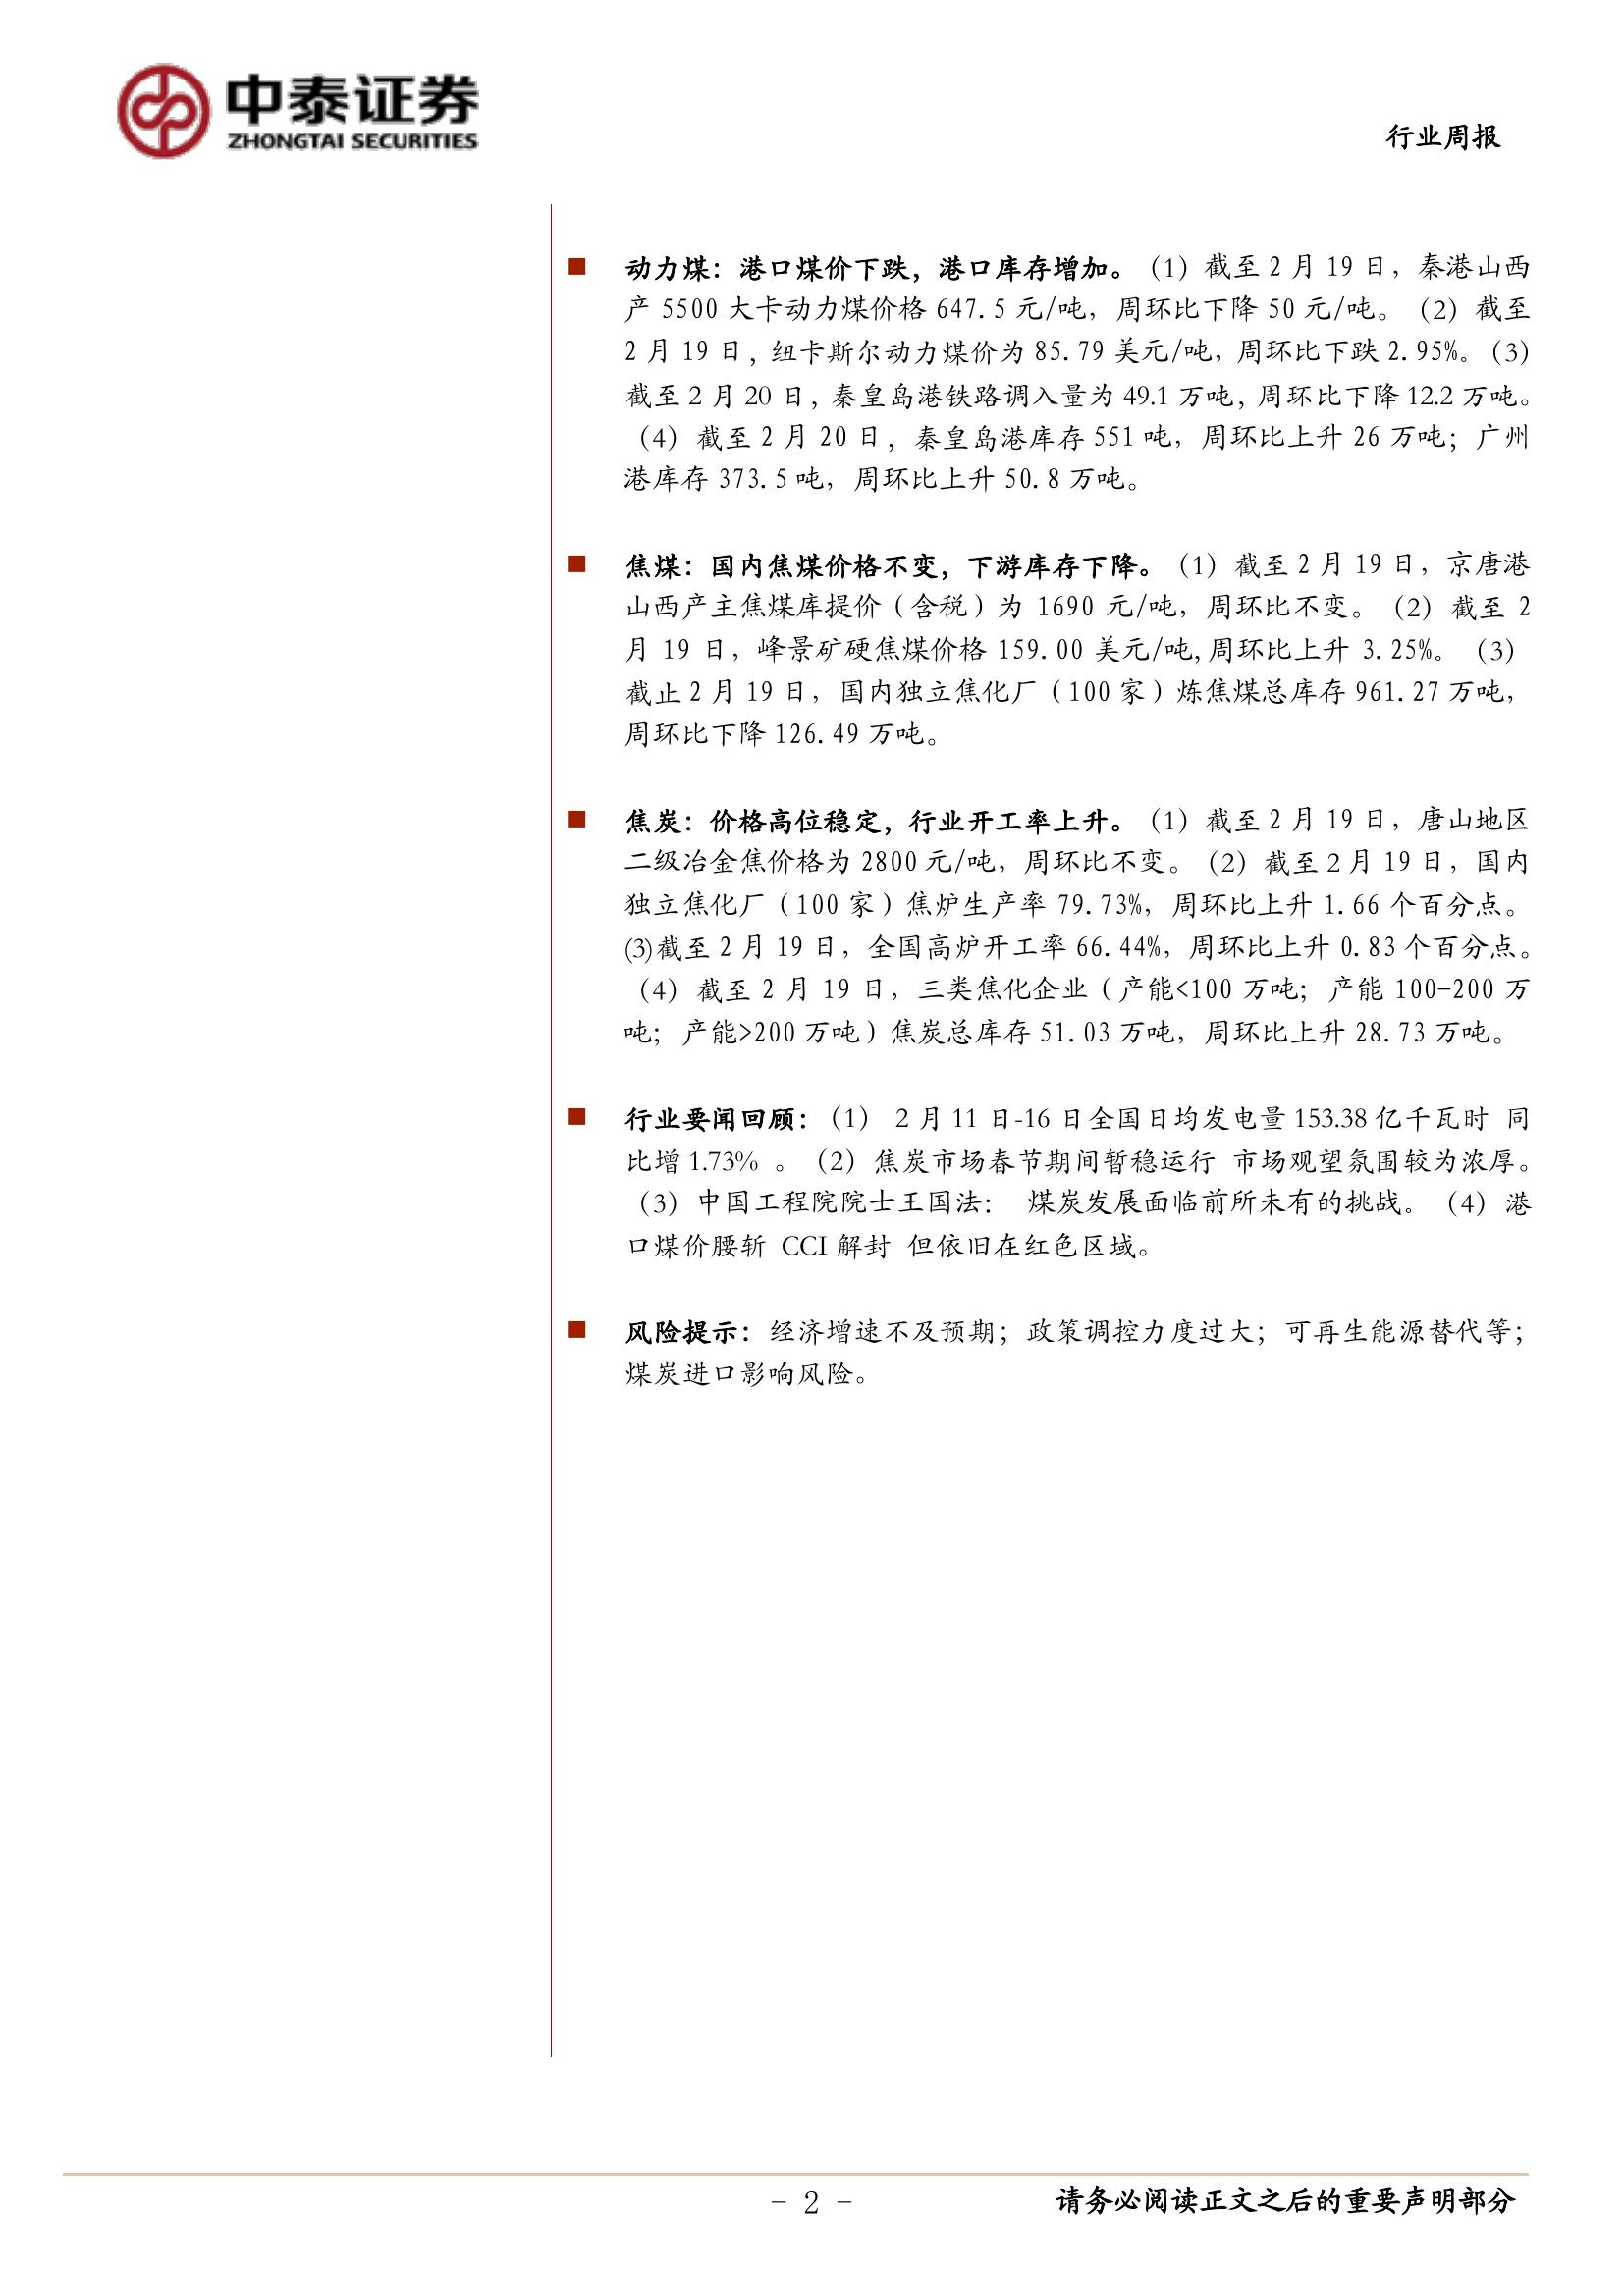 中泰证券
ZHONGTAI SECURITIES
行业周报
动力煤：港口煤价下跌，港口库存增加。（1）截至 2 月 19 日，秦港山西
产 5500 大卡动力煤价格 647.5 元/吨，周环比下降 50 元/吨。（2）截至
2 月 19 日，纽卡斯尔动力煤价为 85.79 美元/吨，周环比下跌 2.95%。（3）
截至 2 月 20 日，秦皇岛港铁路调入量为 49.1 万吨，周环比下降 12.2 万吨。
（4）截至 2 月 20 日，秦皇岛港库存 551 吨，周环比上升 26 万吨；广州
港库存 373.5 吨，周环比上升 50.8 万吨。
焦煤：国内焦煤价格不变，下游库存下降。（1）截至 2 月 19 日，京唐港
山西产主焦煤库提价（含税）为 1690 元/吨，周环比不变。（2）截至 2
月 19 日，峰景矿硬焦煤价格 159.00 美元/吨,周环比上升 3.25%。（3）
截止 2 月 19 日，国内独立焦化厂（100 家）炼焦煤总库存 961.27 万吨，
周环比下降 126.49 万吨。
焦炭：价格高位稳定，行业开工率上升。（1）截至 2 月 19 日，唐山地区
二级冶金焦价格为 2800 元/吨，周环比不变。（2）截至 2 月 19 日，国内
独立焦化厂（100 家）焦炉生产率 79.73%，周环比上升 1.66 个百分点。
(3)截至 2 月 19 日，全国高炉开工率 66.44%，周环比上升 0.83 个百分点。
（4）截至 2 月 19 日，三类焦化企业（产能<100 万吨；产能 100-200 万
吨；产能>200 万吨）焦炭总库存 51.03 万吨，周环比上升 28.73 万吨。
行业要闻回顾：（1） 2 月 11 日-16 日全国日均发电量 153.38 亿千瓦时 同
比增 1.73% 。（2）焦炭市场春节期间暂稳运行 市场观望氛围较为浓厚。
（3）中国工程院院士王国法： 煤炭发展面临前所未有的挑战。（4）港
口煤价腰斩 CCI 解封 但依旧在红色区域。
风险提示：经济增速不及预期；政策调控力度过大；可再生能源替代等；
煤炭进口影响风险。
- 2 -
请务必阅读正文之后的重要声明部分